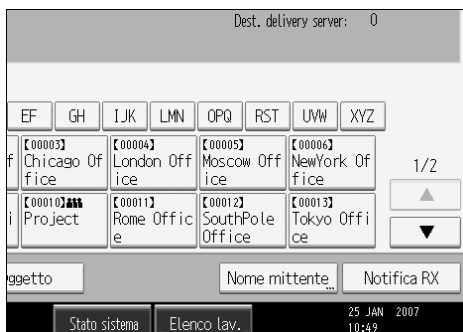 Dest. delivery server: 0
EF GH IJK LMN OPQ RST UVW XYZ
[00003] [00004] [00005] [00006]
f Chicago Of London Off Moscow Off NewYork Of
fice ice ice fice
1/2
[00010] [00011] [00012] [00013]
i Project Rome Offic SouthPole Tokyo Offi
e Office ce
ggetto Nome mittente Notifica RX
Stato sistema Elenco lav. 25 JAN 2007
10:49